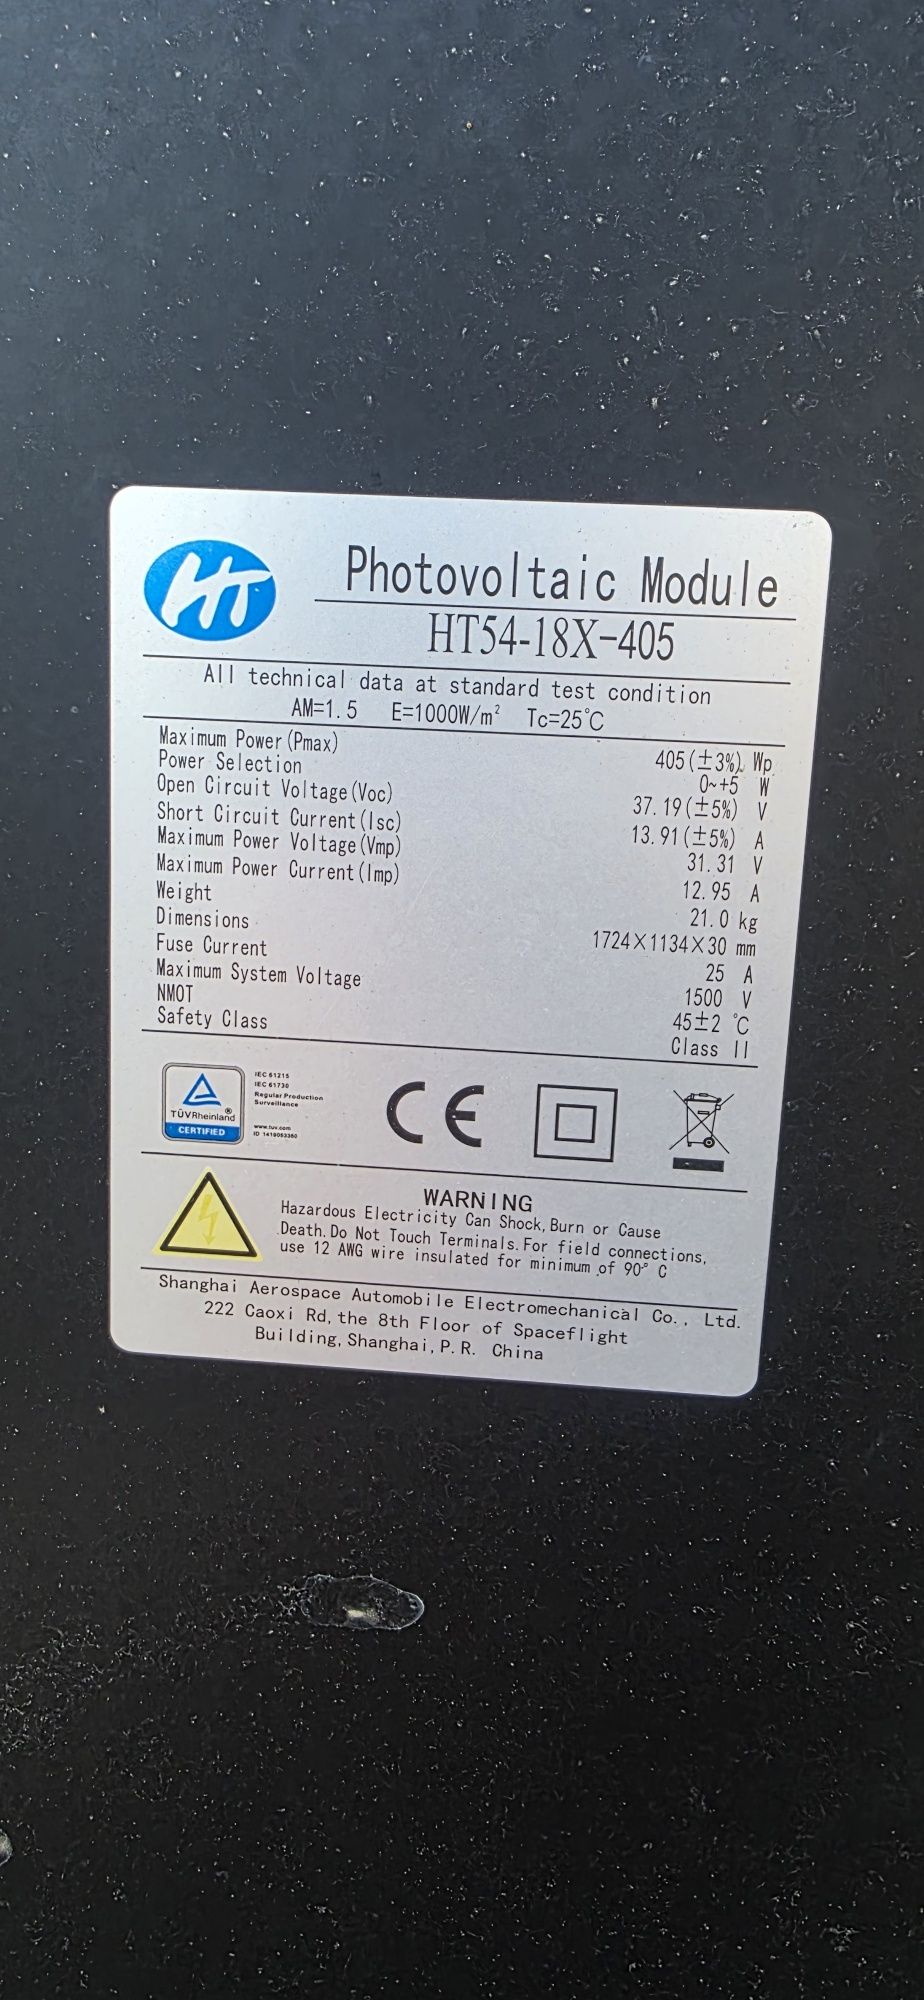 HT
Photovoltaic Module
HT54-18X-405
All technical data at standard test condition
AM=1.5 E=1000W/m² Tc=25℃
Maximum Power(Pmax) 405(±3%) Wp
Power Selection 0~+5 W
Open Circuit Voltage(Voc) 37.19(±5%) V
Short Circuit Current(Isc) 13.91(±5%) A
Maximum Power Voltage(Vmp) 31.31 V
Maximum Power Current(Imp) 12.95 A
Weight 21.0 kg
Dimensions 1724×1134×30 mm
Fuse Current 25 A
Maximum System Voltage 1500 V
NMOT 45±2 ℃
Safety Class Class II
TÜVRheinland®
CERTIFIED
IEC 61215
IEC 61730
Regular Production
Surveillance
www.tuv.com
ID 1419053360
CE
WARNING
Hazardous Electricity Can Shock, Burn or Cause
Death. Do Not Touch Terminals. For field connections,
use 12 AWG wire insulated for minimum of 90° C
Shanghai Aerospace Automobile Electromechanical Co., Ltd.
222 Caoxi Rd, the 8th Floor of Spaceflight
Building, Shanghai, P.R. China